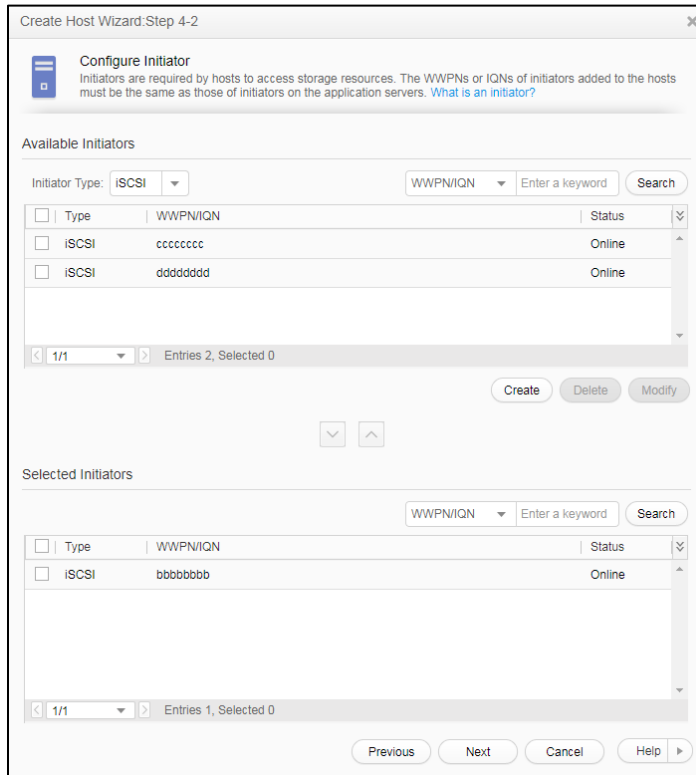 Create Host Wizard:Step 4-2
Configure Initiator
Initiators are required by hosts to access storage resources. The WWPNs or IQNs of initiators added to the hosts
must be the same as those of initiators on the application servers. What is an initiator?
Available Initiators
Initiator Type: iSCSI WWPN/IQN Enter a keyword Search
Type WWPN/IQN Status
iSCSI cccccccc Online
iSCSI dddddddd Online
1/1 Entries 2, Selected 0
Create Delete Modify
Selected Initiators
WWPN/IQN Enter a keyword Search
Type WWPN/IQN Status
iSCSI bbbbbbbb Online
1/1 Entries 1, Selected 0
Previous Next Cancel Help